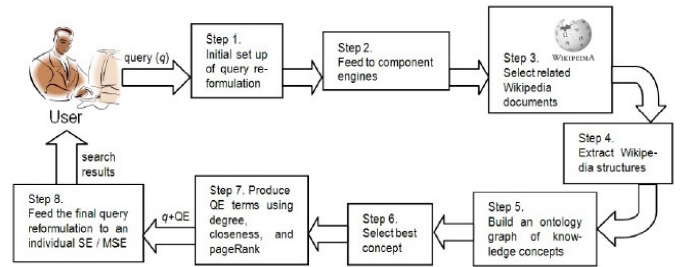 query (q)
Step 1.
Initial set up
of query re-
formulation
Step 2.
Feed to component
engines
WIKIPEDIA
Step 3.
Select related
Wikipedia
documents
User
Step 4.
Extract Wikipe-
dia structures
Step 5.
Build an ontology
graph of know-
ledge concepts
Step 6.
Select best
concept
Step 7. Produce
QE terms using
degree,
closeness, and
pageRank
q+QE
Step 8.
Feed the final query
reformulation to an
individual SE / MSE
search
results